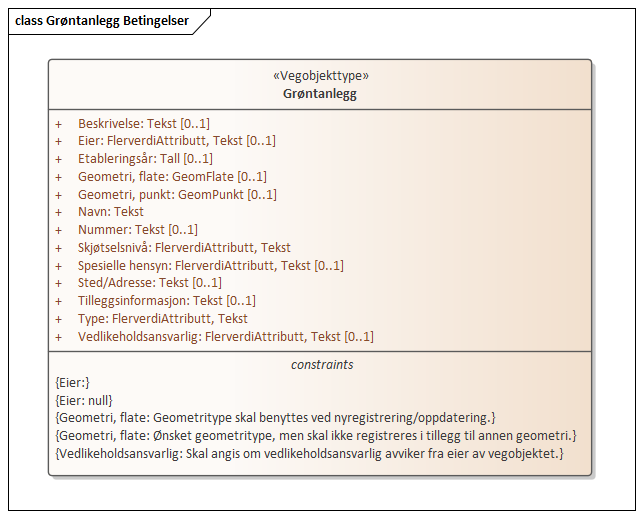 class Grøntanlegg Betingelser
«Vegobjekttype»
Grøntanlegg
+ Beskrivelse: Tekst [0..1]
+ Eier: FlerverdiAttributt, Tekst [0..1]
+ Etableringsår: Tall [0..1]
+ Geometri, flate: GeomFlate [0..1]
+ Geometri, punkt: GeomPunkt [0..1]
+ Navn: Tekst
+ Nummer: Tekst [0..1]
+ Skjøtselsnivå: FlerverdiAttributt, Tekst
+ Spesielle hensyn: FlerverdiAttributt, Tekst [0..1]
+ Sted/Adresse: Tekst [0..1]
+ Tilleggsinformasjon: Tekst [0..1]
+ Type: FlerverdiAttributt, Tekst
+ Vedlikeholdsansvarlig: FlerverdiAttributt, Tekst [0..1]
constraints
{Eier:}
{Eier: null}
{Geometri, flate: Geometritype skal benyttes ved nyregistrering/oppdatering.}
{Geometri, flate: Ønsket geometritype, men skal ikke registreres i tillegg til annen geometri.}
{Vedlikeholdsansvarlig: Skal angis om vedlikeholdsansvarlig avviker fra eier av vegobjektet.}